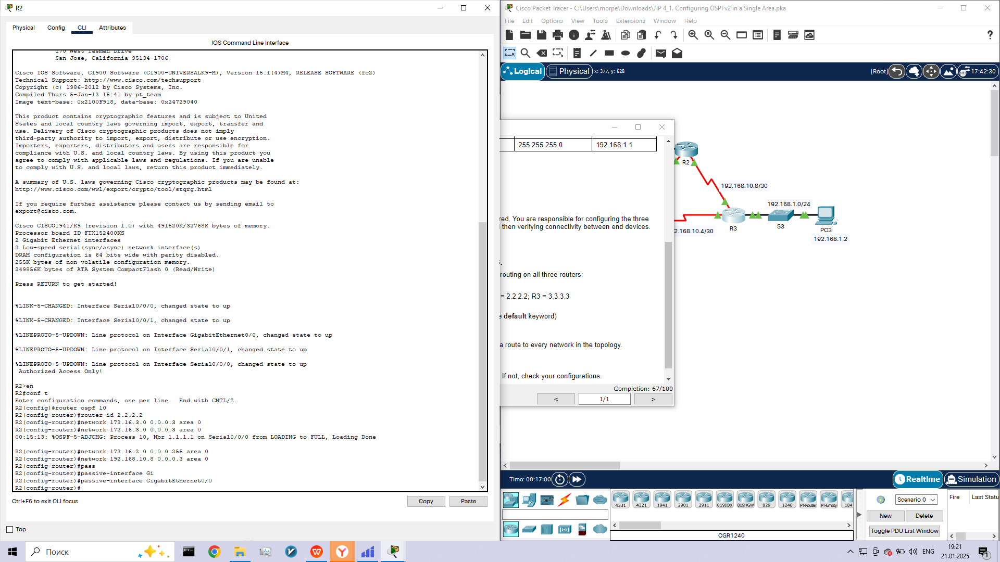 R2
Physical
Config
CLI
Attributes
IOS Command Line Interface
170 West Tasman Drive
San Jose, California 95134-1706
Cisco IOS Software, C1900 Software (C1900-UNIVERSALK9-M), Version 15.1(4)M4, RELEASE SOFTWARE (fc2)
Technical Support: http://www.cisco.com/techsupport
Copyright (c) 1986-2012 by Cisco Systems, Inc.
Compiled Thurs 5-Jan-12 15:41 by pt_team
Image text-base: 0x2100F918, data-base: 0x24729040
This product contains cryptographic features and is subject to United
States and local country laws governing import, export, transfer and
use. Delivery of Cisco cryptographic products does not imply
third-party authority to import, export, distribute or use encryption.
Importers, exporters, distributors and users are responsible for
compliance with U.S. and local country laws. By using this product you
agree to comply with applicable laws and regulations. If you are unable
to comply with U.S. and local laws, return this product immediately.
A summary of U.S. laws governing Cisco cryptographic products may be found at:
http://www.cisco.com/wwl/export/crypto/tool/stqrg.html
If you require further assistance please contact us by sending email to
export@cisco.com.
Cisco CISCO1941/K9 (revision 1.0) with 491520K/32768K bytes of memory.
Processor board ID FTX152400KS
2 Gigabit Ethernet interfaces
2 Low-speed serial(sync/async) network interface(s)
DRAM configuration is 64 bits wide with parity disabled.
255K bytes of non-volatile configuration memory.
249856K bytes of ATA System CompactFlash 0 (Read/Write)
Press RETURN to get started!
%LINK-5-CHANGED: Interface Serial0/0/0, changed state to up
%LINK-5-CHANGED: Interface Serial0/0/1, changed state to up
%LINEPROTO-5-UPDOWN: Line protocol on Interface GigabitEthernet0/0, changed state to up
%LINEPROTO-5-UPDOWN: Line protocol on Interface Serial0/0/1, changed state to up
%LINEPROTO-5-UPDOWN: Line protocol on Interface Serial0/0/0, changed state to up
Authorized Access Only!
R2>en
R2#conf t
Enter configuration commands, one per line.  End with CNTL/Z.
R2(config)#router ospf 10
R2(config-router)#router-id 2.2.2.2
R2(config-router)#network 172.16.3.0 0.0.0.3 area 0
R2(config-router)#network 172.16.3.0 0.0.0.3 area 0
00:15:13: %OSPF-5-ADJCHG: Process 10, Nbr 1.1.1.1 on Serial0/0/0 from LOADING to FULL, Loading Done
R2(config-router)#network 172.16.2.0 0.0.0.255 area 0
R2(config-router)#network 192.168.10.8 0.0.0.3 area 0
R2(config-router)#pass
R2(config-router)#passive-interface Gi
R2(config-router)#passive-interface GigabitEthernet0/0
R2(config-router)#
Ctrl+F6 to exit CLI focus
Copy
Paste
Top
Cisco Packet Tracer - C:\Users\morpe\Downloads\ЛР 4_1. Configuring OSPFv2 in a Single Area.pka
File Edit Options View Tools Extensions Window Help
?
Logical
Physical
x: 377, y: 628
[Root]
17:42:30
255.255.255.0
192.168.1.1
red. You are responsible for configuring the three
then verifying connectivity between end devices.
routing on all three routers:
= 2.2.2.2; R3 = 3.3.3.3
default keyword)
a route to every network in the topology.
If not, check your configurations.
Completion: 67/100
<
1/1
>
R2
192.168.10.8/30
192.168.1.0/24
2.168.10.4/30
R3
S3
PC3
192.168.1.2
Time: 00:17:00
Realtime
Simulation
4331
4321
1941
2901
2911
819IOX
819HGW
829
1240
PT-Router
PT-Empty
184
CGR1240
Scenario 0
New
Delete
Toggle PDU List Window
Fire
Last Statu
Поиск
ENG
19:21
21.01.2025
1